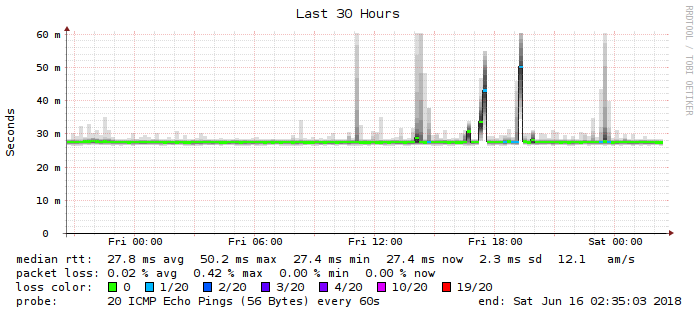 Last 30 Hours
RRDTOOL / TOBI OETIKER
Seconds
60 m
50 m
40 m
30 m
20 m
10 m
0
Fri 00:00 Fri 06:00 Fri 12:00 Fri 18:00 Sat 00:00
median rtt: 27.8 ms avg 50.2 ms max 27.4 ms min 27.4 ms now 2.3 ms sd 12.1 am/s
packet loss: 0.02 % avg 0.42 % max 0.00 % min 0.00 % now
loss color: 0 1/20 2/20 3/20 4/20 10/20 19/20
probe: 20 ICMP Echo Pings (56 Bytes) every 60s end: Sat Jun 16 02:35:03 2018